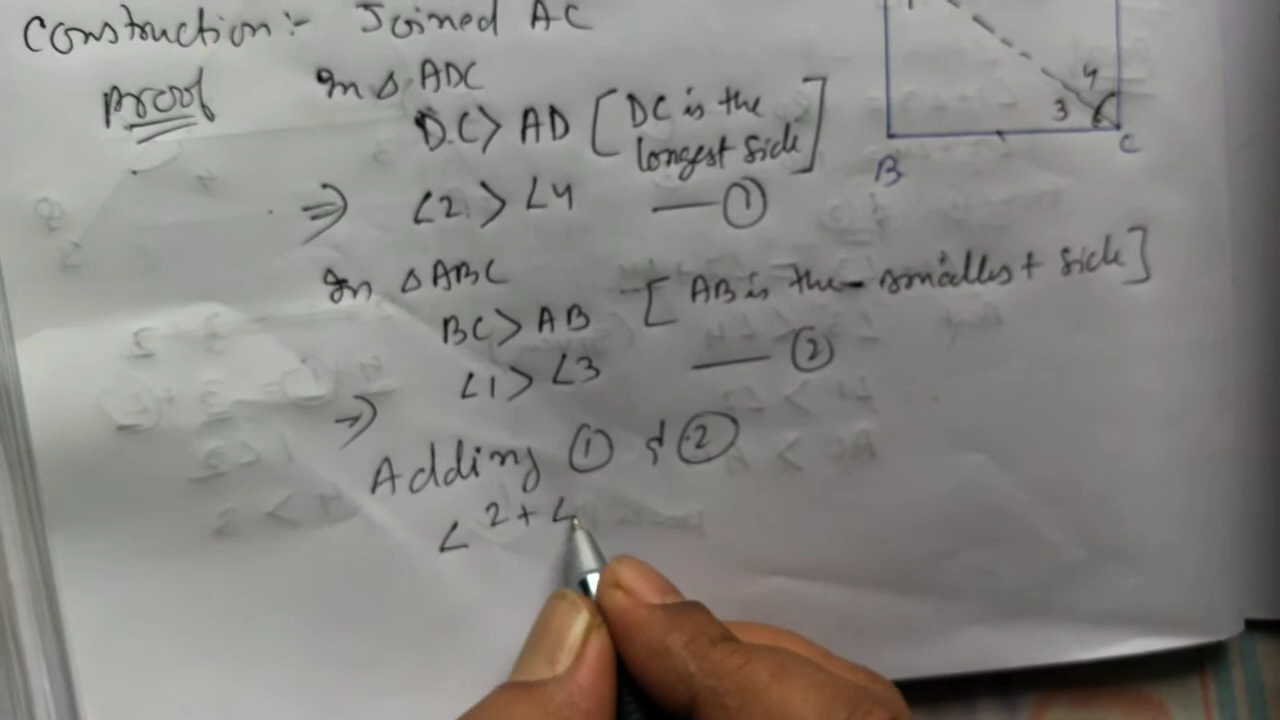 Construction:- Joined AC
Proof In △ ADC
DC > AD [DC is the longest side]
⇒ ∠2 > ∠4 — ①
In △ ABC
BC > AB [AB is the smallest side]
⇒ ∠1 > ∠3 — ②
Adding ① & ②
∠2 + ∠
4
3
B
C